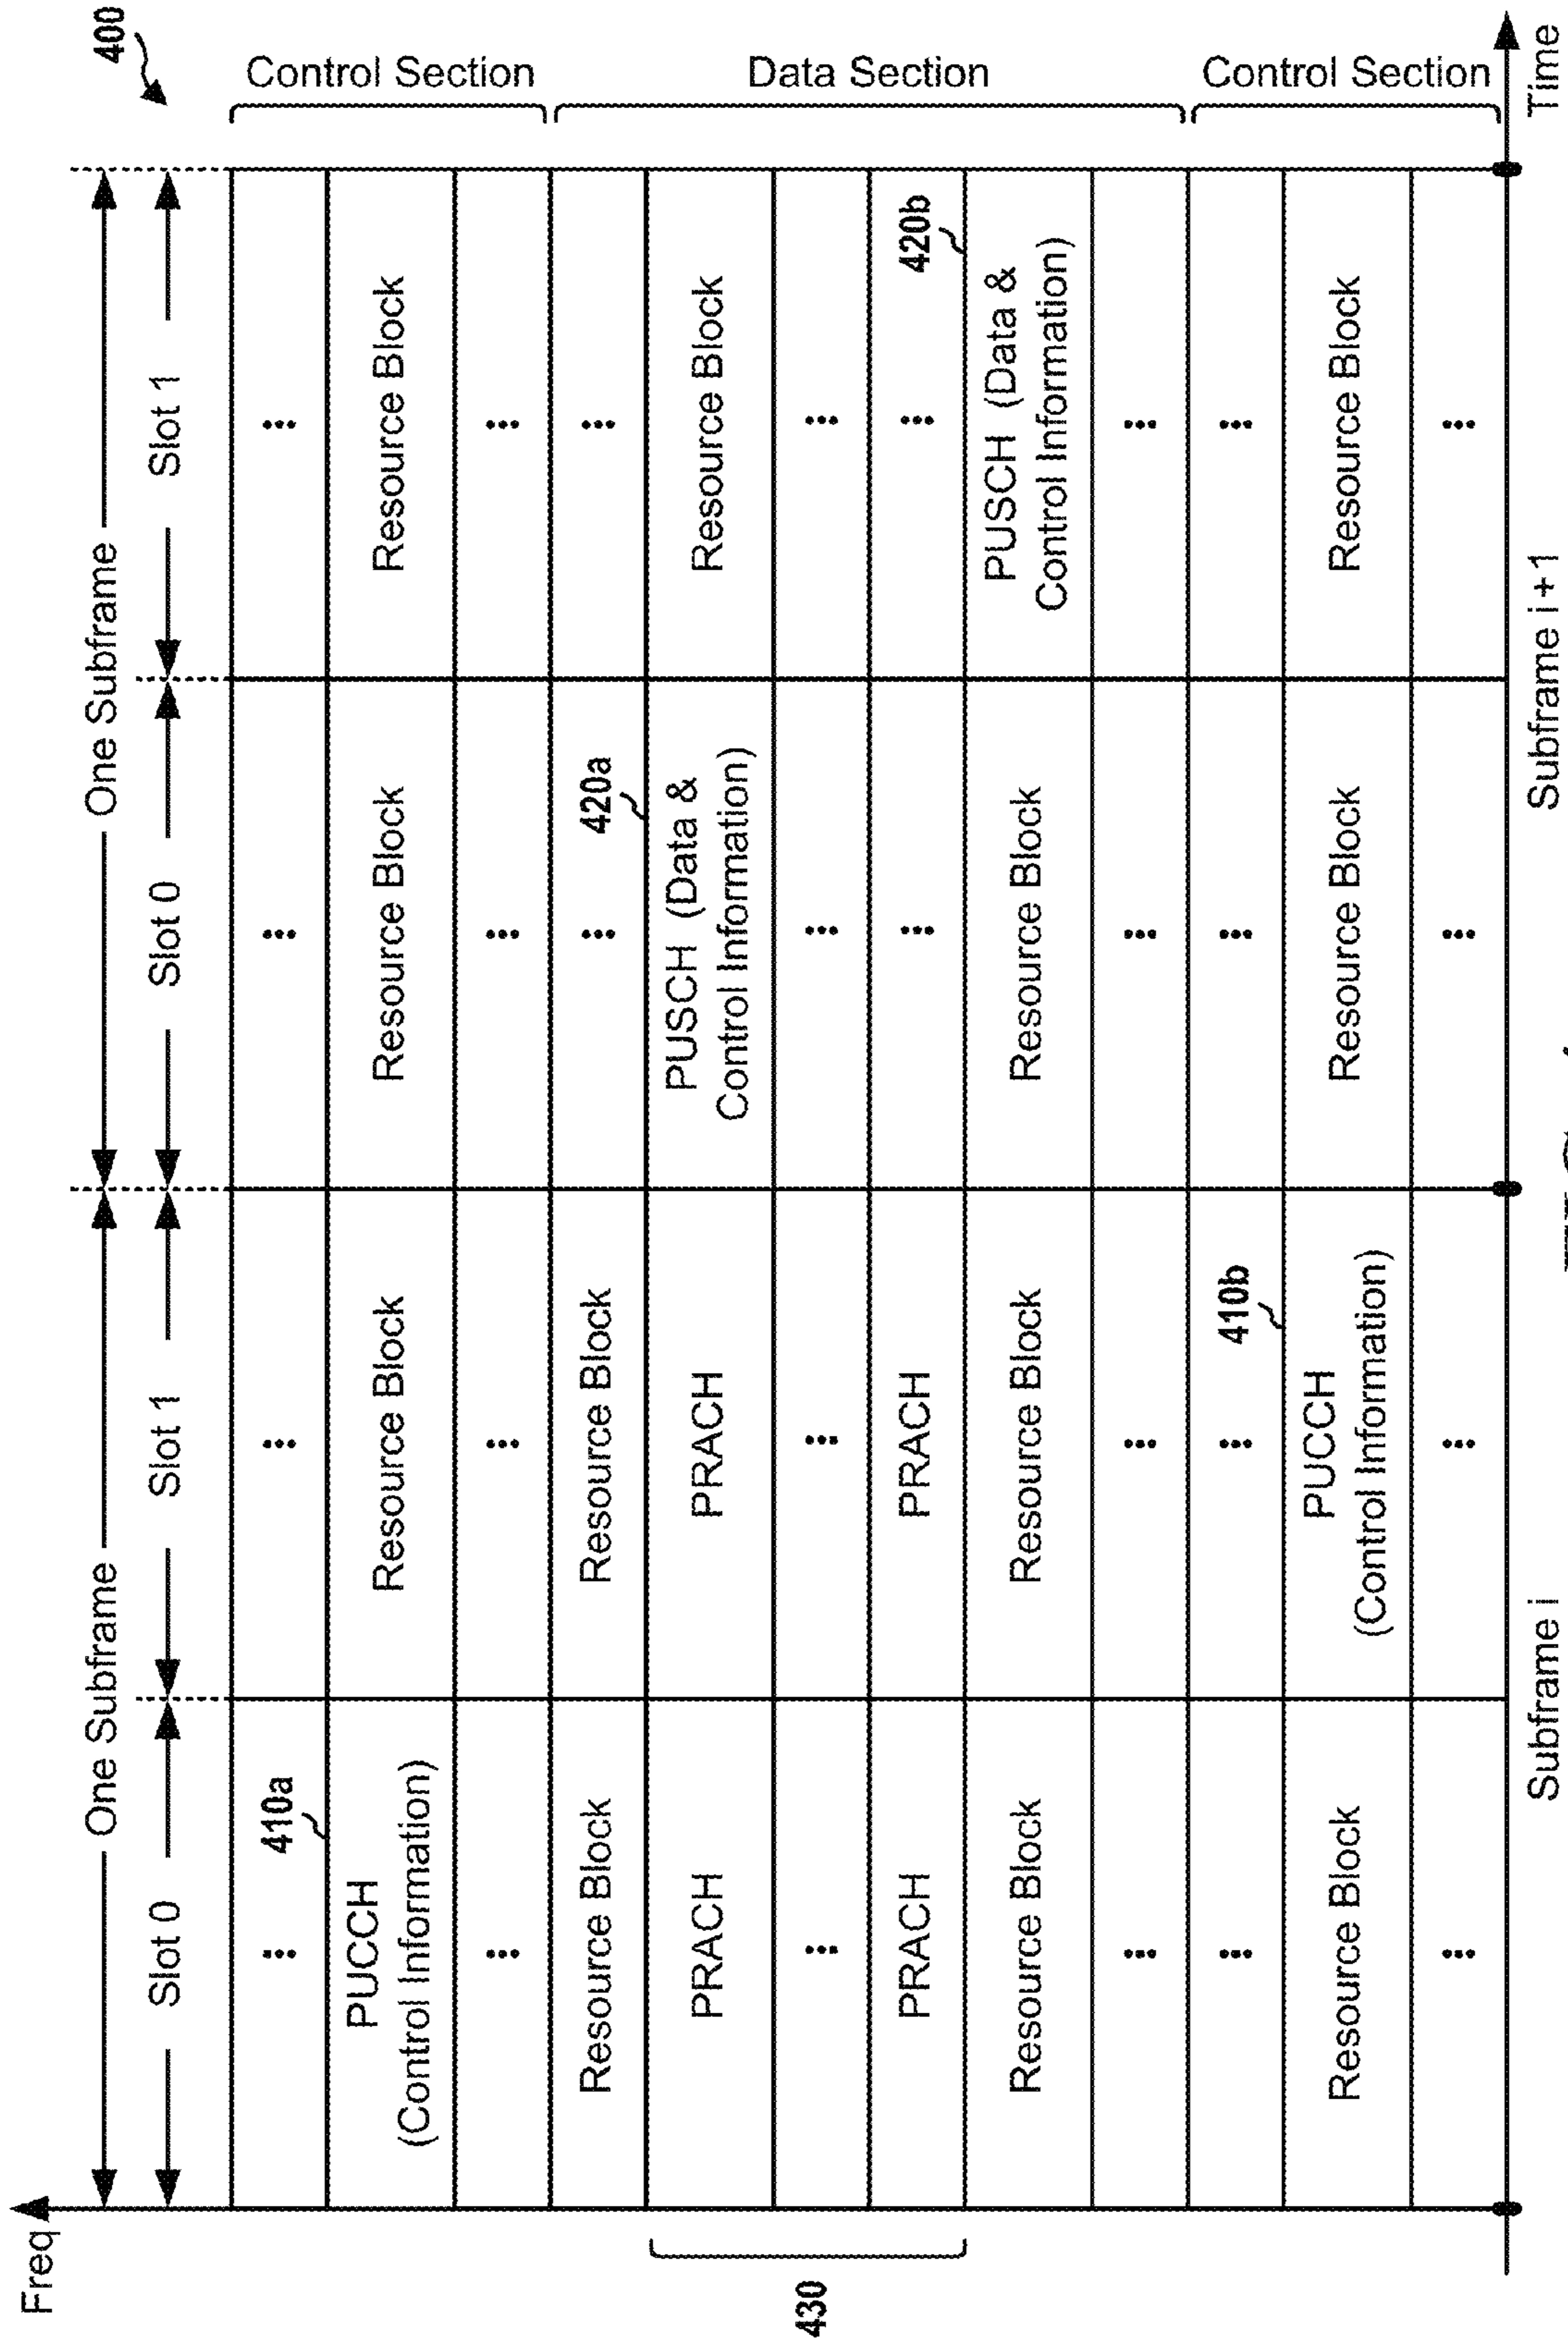 Freq
400
One Subframe
One Subframe
Slot 0
Slot 1
Slot 0
Slot 1
Control Section
410a
PUCCH
(Control Information)
Resource Block
Resource Block
Resource Block
Data Section
Resource Block
Resource Block
420a
430
PRACH
PRACH
PUSCH (Data &
Control Information)
Resource Block
PRACH
PRACH
420b
Resource Block
Resource Block
Resource Block
PUSCH (Data &
Control Information)
Control Section
410b
Resource Block
PUCCH
(Control Information)
Resource Block
Resource Block
Subframe i
Subframe i + 1
Time